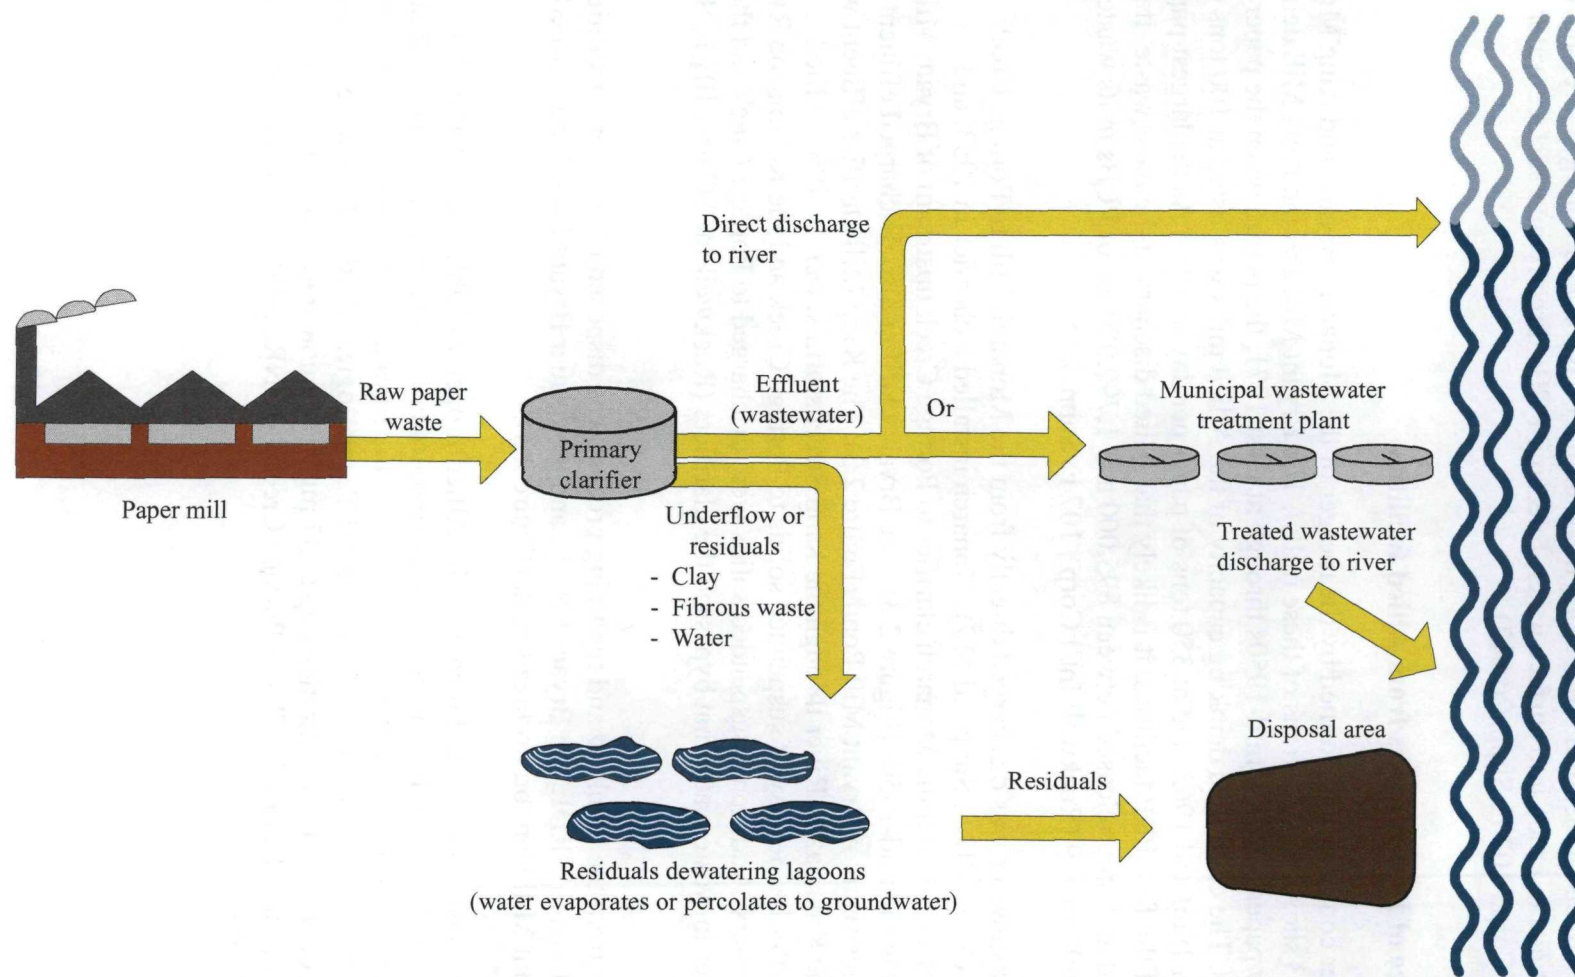 Direct discharge
to river
Raw paper
waste
Effluent
(wastewater)
Or
Municipal wastewater
treatment plant
Primary
clarifier
Paper mill
Underflow or
residuals
- Clay
- Fibrous waste
- Water
Treated wastewater
discharge to river
Disposal area
Residuals
Residuals dewatering lagoons
(water evaporates or percolates to groundwater)